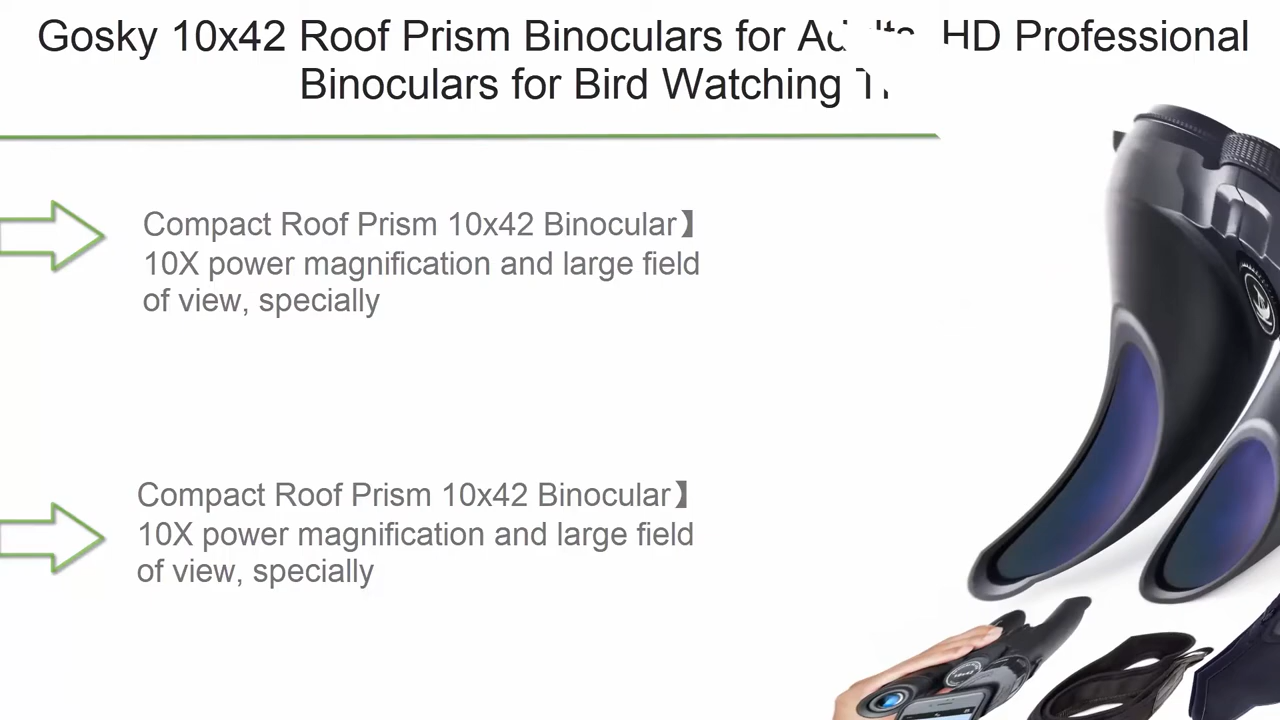 Gosky 10x42 Roof Prism Binoculars for HD Professional
Binoculars for Bird Watching
Compact Roof Prism 10x42 Binocular】
10X power magnification and large field
of view, specially
Compact Roof Prism 10x42 Binocular】
10X power magnification and large field
of view, specially